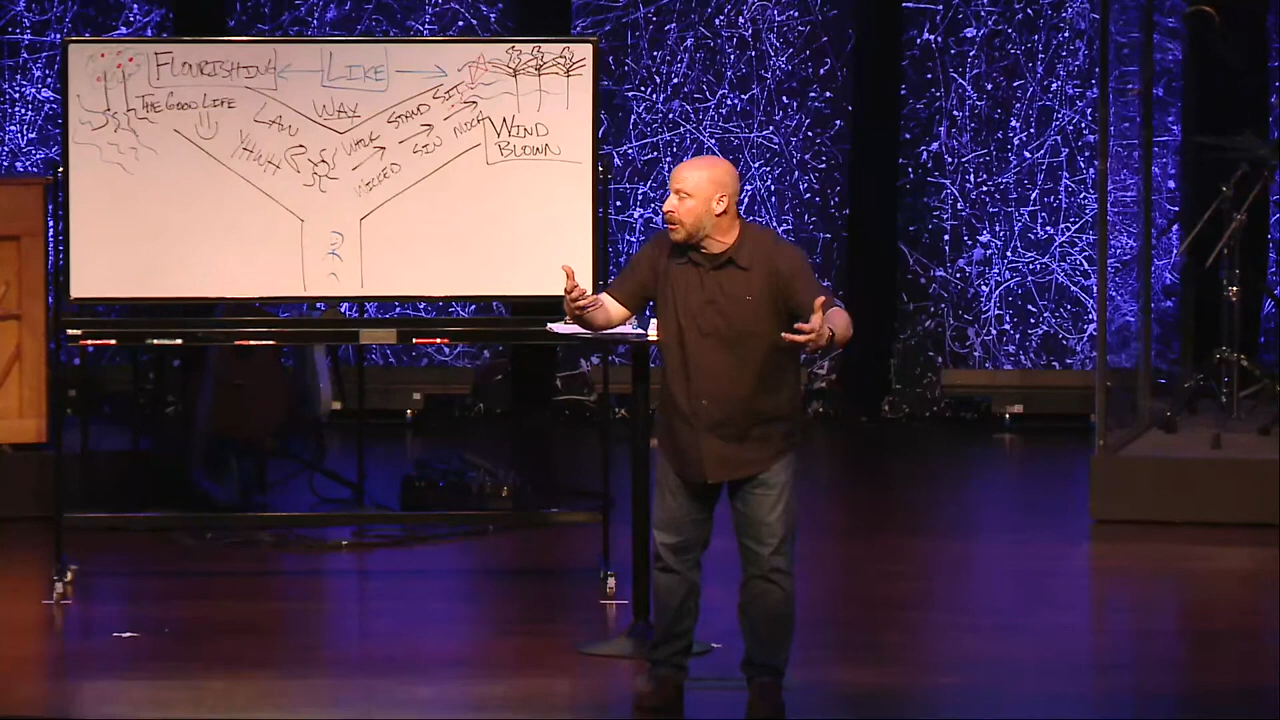 FLOURISHING LIKE
THE GOOD LIFE
WAY
LAW
YHWH
WALK STAND SIT
WICKED SIN MOCK
WIND
BLOWN